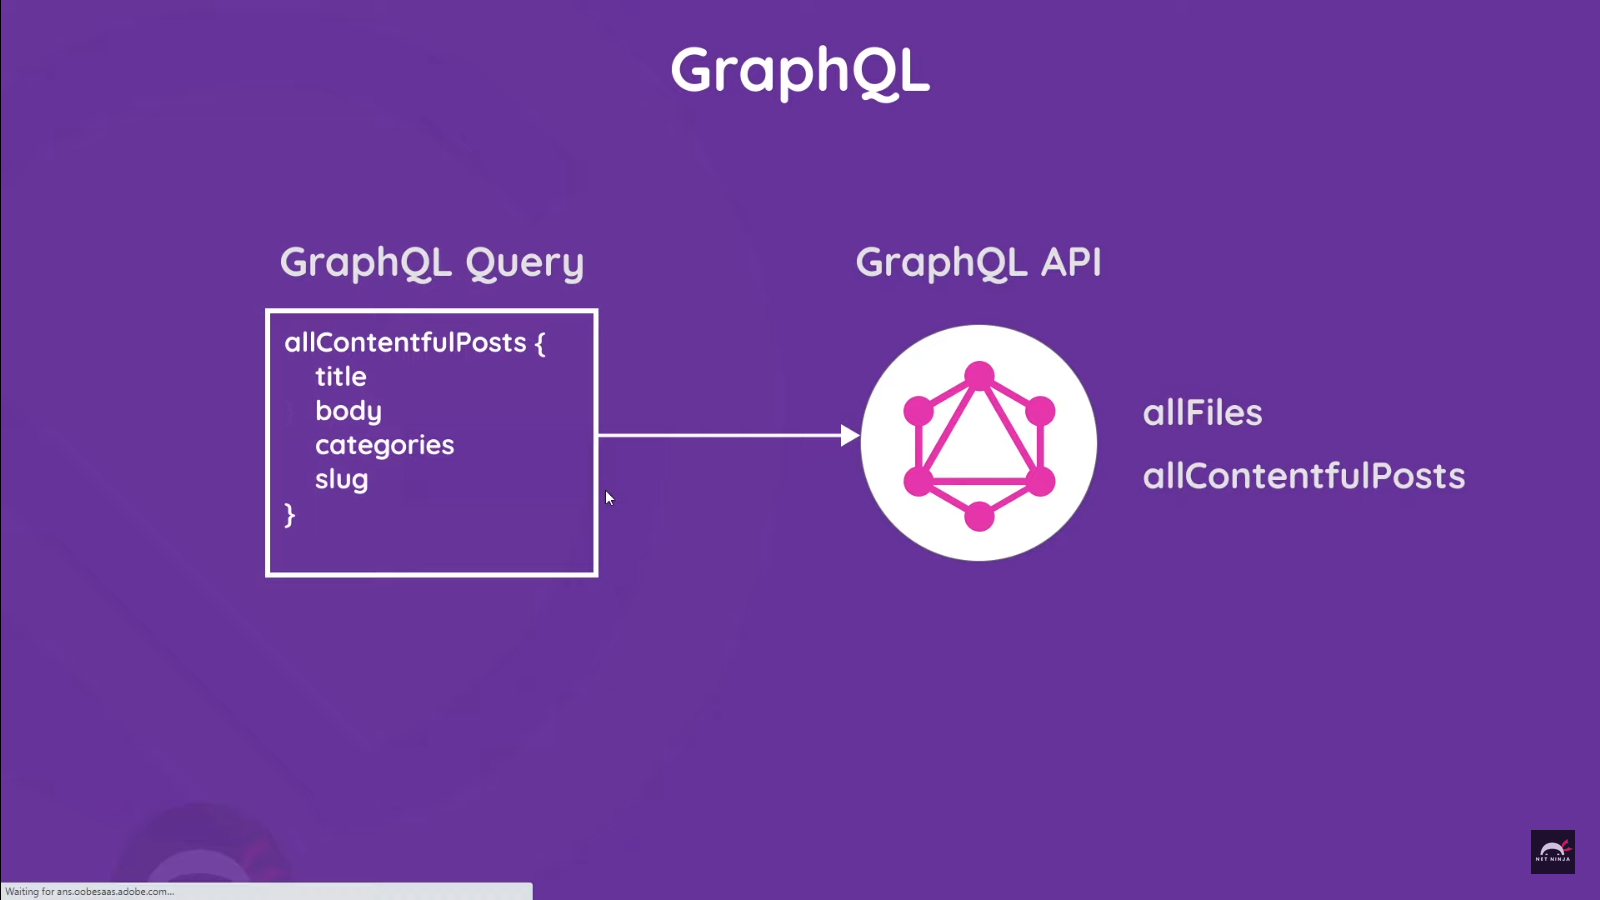 GraphQL
GraphQL Query
allContentfulPosts {
title
body
categories
slug
}
GraphQL API
allFiles
allContentfulPosts
NET NINJA
Waiting for ans.oobesaas.adobe.com...